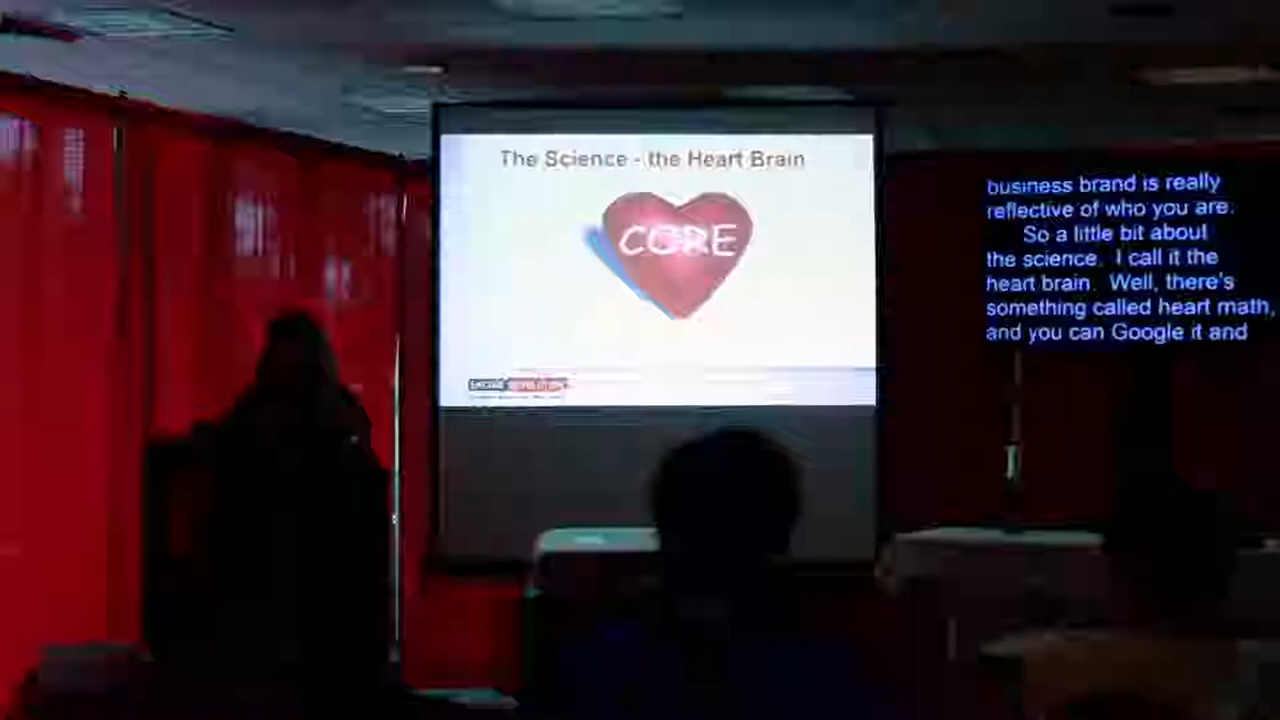 The Science - the Heart Brain
CORE
business brand is really
reflective of who you are.
So a little bit about
the science. I call it the
heart brain. Well, there's
something called heart math,
and you can Google it and